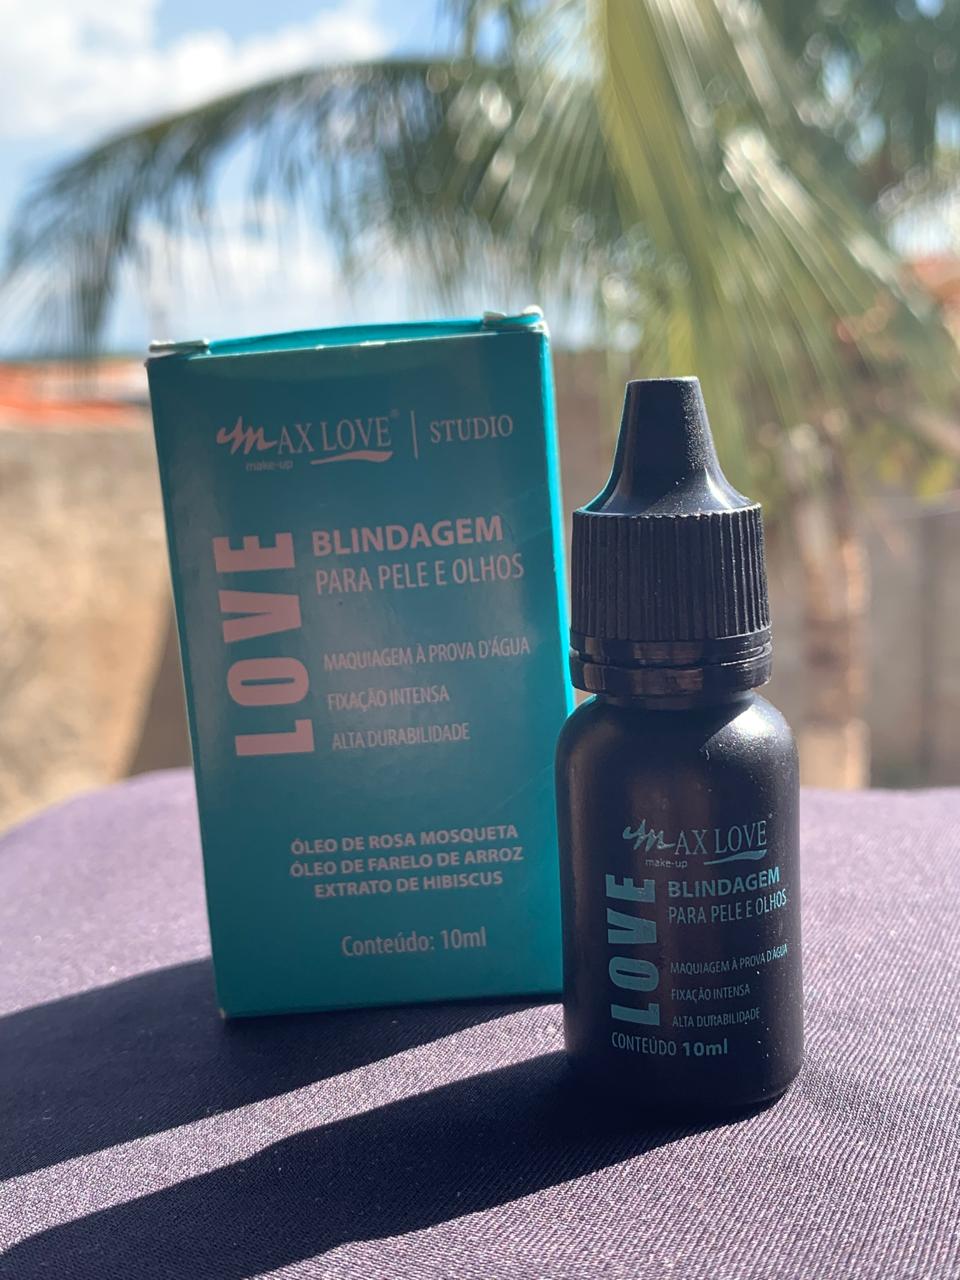 MAX LOVE® | STUDIO
make-up
LOVE
BLINDAGEM
PARA PELE E OLHOS
MAQUIAGEM À PROVA D'ÁGUA
FIXAÇÃO INTENSA
ALTA DURABILIDADE
ÓLEO DE ROSA MOSQUETA
ÓLEO DE FARELO DE ARROZ
EXTRATO DE HIBISCUS
Conteúdo: 10ml
MAX LOVE®
make-up
LOVE
BLINDAGEM
PARA PELE E OLHOS
MAQUIAGEM À PROVA D'ÁGUA
FIXAÇÃO INTENSA
ALTA DURABILIDADE
CONTEÚDO 10ml